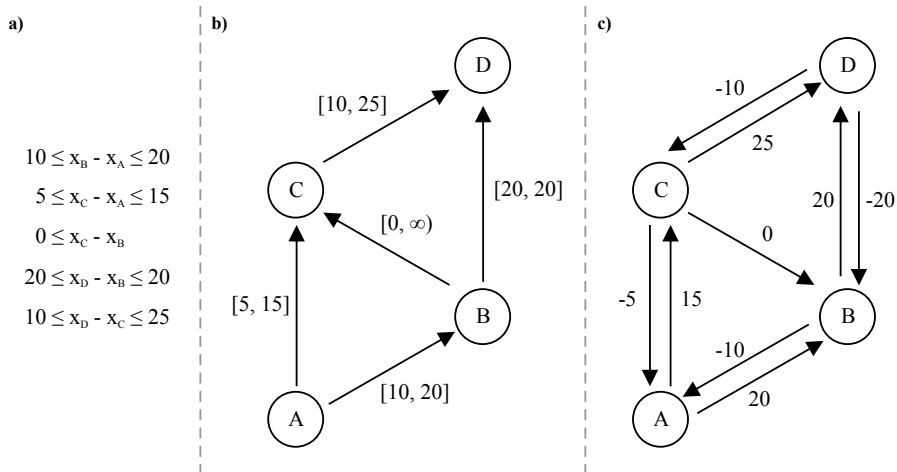 a)
10 ≤ x_B - x_A ≤ 20
5 ≤ x_C - x_A ≤ 15
0 ≤ x_C - x_B
20 ≤ x_D - x_B ≤ 20
10 ≤ x_D - x_C ≤ 25
b)
D
[10, 25]
C
[20, 20]
[0, ∞)
[5, 15]
B
[10, 20]
A
c)
D
-10
25
C
20
-20
0
-5
15
B
-10
20
A